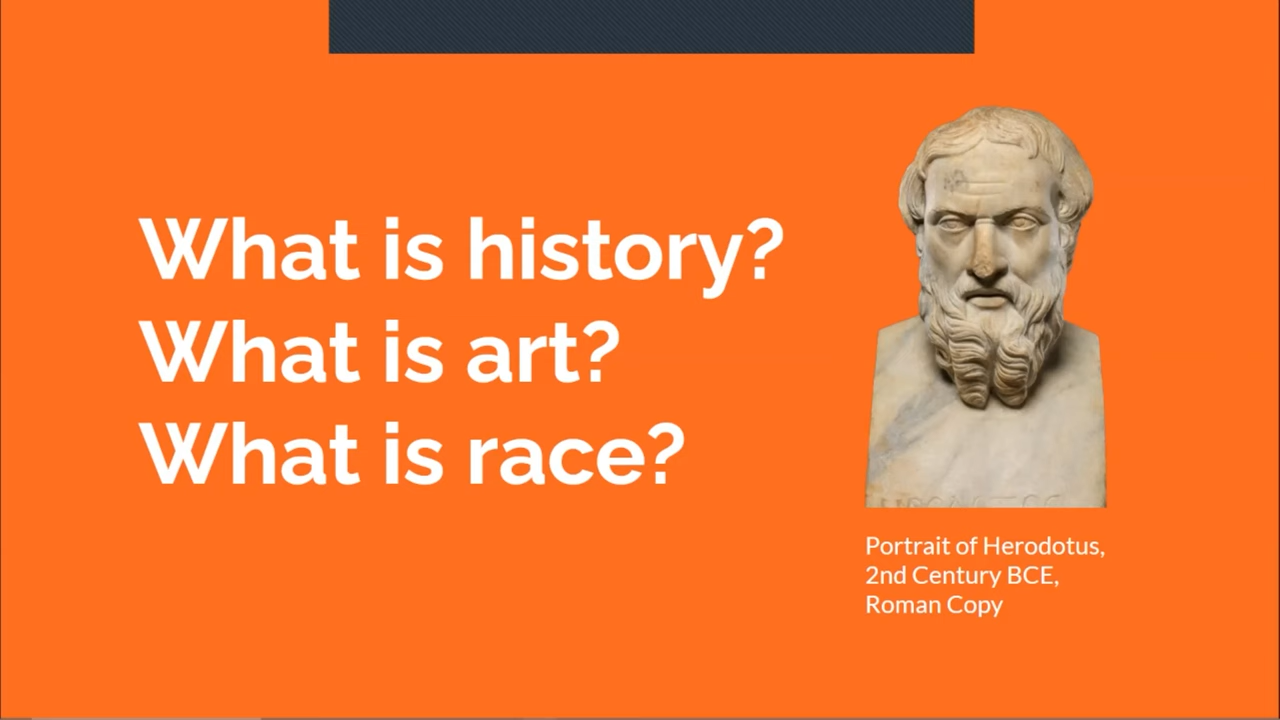 What is history?
What is art?
What is race?
Portrait of Herodotus,
2nd Century BCE,
Roman Copy